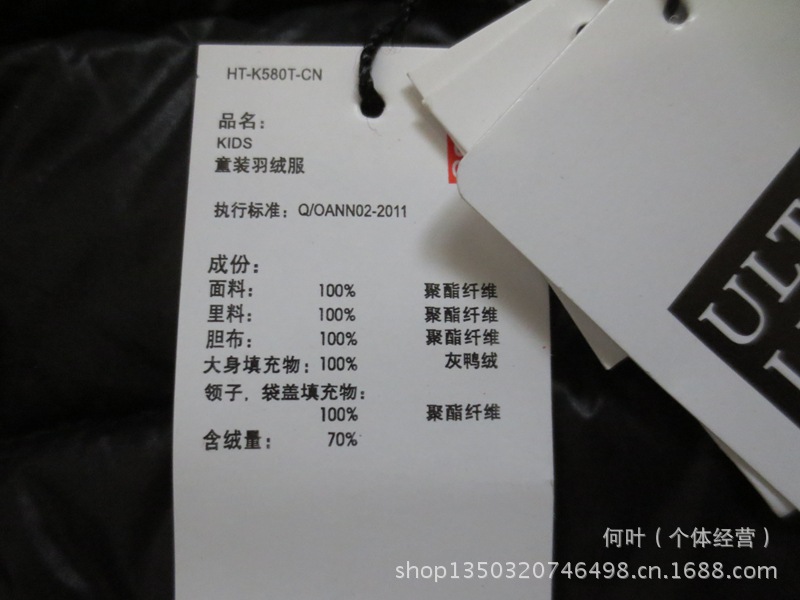 HT-K580T-CN
品名：
KIDS
童装羽绒服
执行标准：Q/OANN02-2011
成份：
面料： 100% 聚酯纤维
里料： 100% 聚酯纤维
胆布： 100% 聚酯纤维
大身填充物：100% 灰鸭绒
领子，袋盖填充物：
100% 聚酯纤维
含绒量： 70%
ULT
何叶（个体经营）
shop1350320746498.cn.1688.com